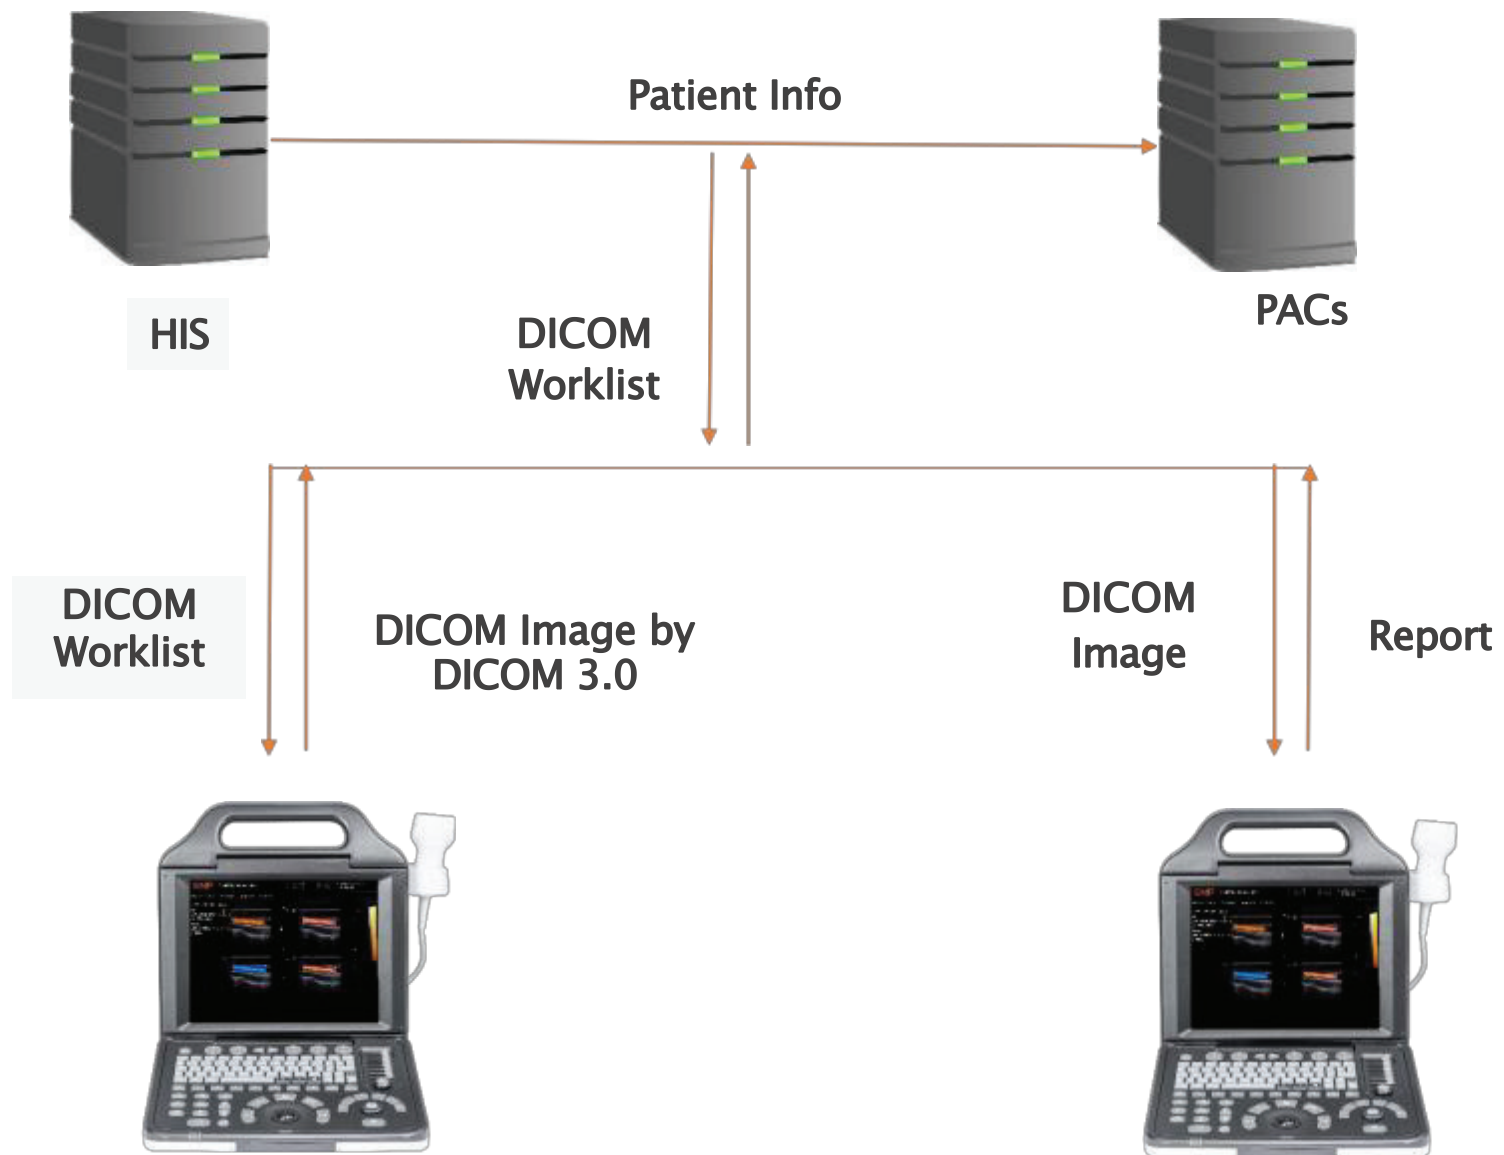 Patient Info
HIS
PACs
DICOM
Worklist
DICOM
Worklist
DICOM Image by
DICOM 3.0
DICOM
Image
Report